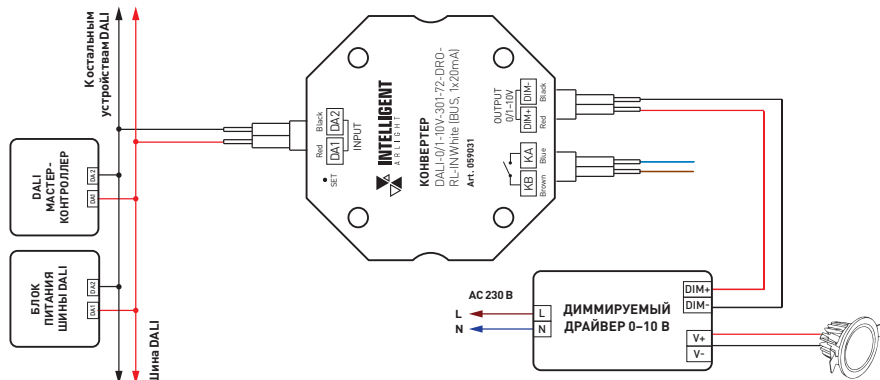 К остальным
устройствам DALI
DALI
МАСТЕР-
КОНТРОЛЛЕР
DA2
DA1
БЛОК
ПИТАНИЯ
ШИНЫ DALI
DA2
DA1
Шина DALI
Black
Red
DA2
DA1
INPUT
SET
INTELLIGENT
ARLIGHT
КОНВЕРТЕР
DALI-0/1-10V-301-72-DRO-
RL-IN White (BUS, 1x20mA)
Art. 059031
OUTPUT
0/1-10V
DIM-
DIM+
Black
Red
KA
KB
Blue
Brown
AC 230 В
L
N
L
N
ДИММИРУЕМЫЙ
ДРАЙВЕР 0–10 В
DIM+
DIM-
V+
V-